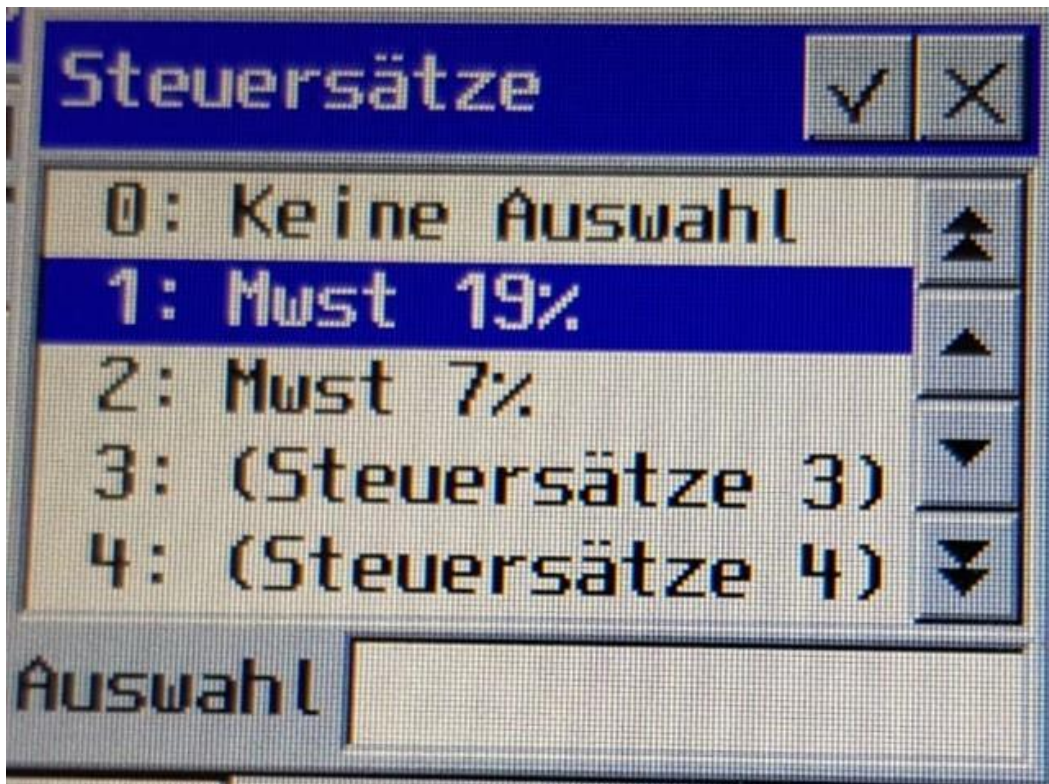 Steuersätze
0: Keine Auswahl
1: Mwst 19%
2: Mwst 7%
3: (Steuersätze 3)
4: (Steuersätze 4)
Auswahl